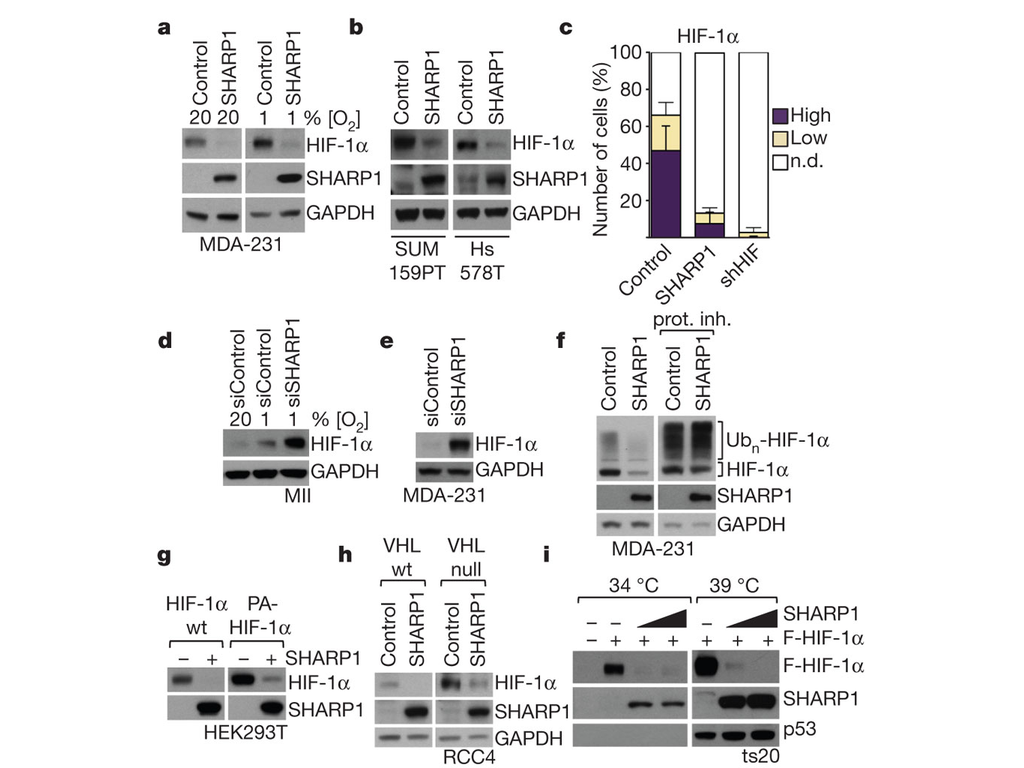 a
Control
SHARP1
Control
SHARP1
20 20 1 1 % [O2]
HIF-1α
SHARP1
GAPDH
MDA-231
b
Control
SHARP1
Control
SHARP1
HIF-1α
SHARP1
GAPDH
SUM
159PT
Hs
578T
c
HIF-1α
Number of cells (%)
100
80
60
40
20
High
Low
n.d.
Control
SHARP1
shHIF
d
siControl
siControl
siSHARP1
20 1 1 % [O2]
HIF-1α
GAPDH
MII
e
siControl
siSHARP1
HIF-1α
GAPDH
MDA-231
f
prot. inh.
Control
SHARP1
Control
SHARP1
Ubn-HIF-1α
HIF-1α
SHARP1
GAPDH
MDA-231
g
HIF-1α
wt
PA-
HIF-1α
– + – + SHARP1
HIF-1α
SHARP1
HEK293T
h
VHL
wt
VHL
null
Control
SHARP1
Control
SHARP1
HIF-1α
SHARP1
GAPDH
RCC4
i
34 °C 39 °C
– – – SHARP1
– + + + + + + F-HIF-1α
F-HIF-1α
SHARP1
p53
ts20